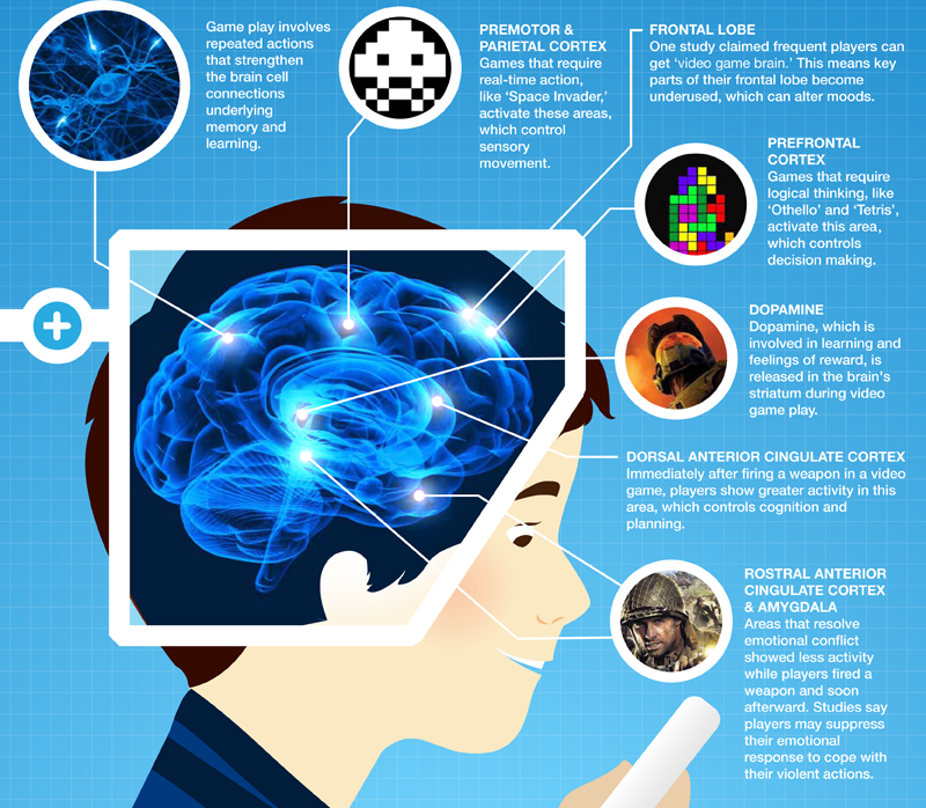 Game play involves
repeated actions
that strengthen
the brain cell
connections
underlying
memory and
learning.
PREMOTOR &
PARIETAL CORTEX
Games that require
real-time action,
like ‘Space Invader,’
activate these areas,
which control
sensory
movement.
FRONTAL LOBE
One study claimed frequent players can
get ‘video game brain.’ This means key
parts of their frontal lobe become
underused, which can alter moods.
PREFRONTAL
CORTEX
Games that require
logical thinking, like
‘Othello’ and ‘Tetris’,
activate this area,
which controls
decision making.
DOPAMINE
Dopamine, which is
involved in learning and
feelings of reward, is
released in the brain's
striatum during video
game play.
DORSAL ANTERIOR CINGULATE CORTEX
Immediately after firing a weapon in a video
game, players show greater activity in this
area, which controls cognition and
planning.
ROSTRAL ANTERIOR
CINGULATE CORTEX
& AMYGDALA
Areas that resolve
emotional conflict
showed less activity
while players fired a
weapon and soon
afterward. Studies say
players may suppress
their emotional
response to cope with
their violent actions.